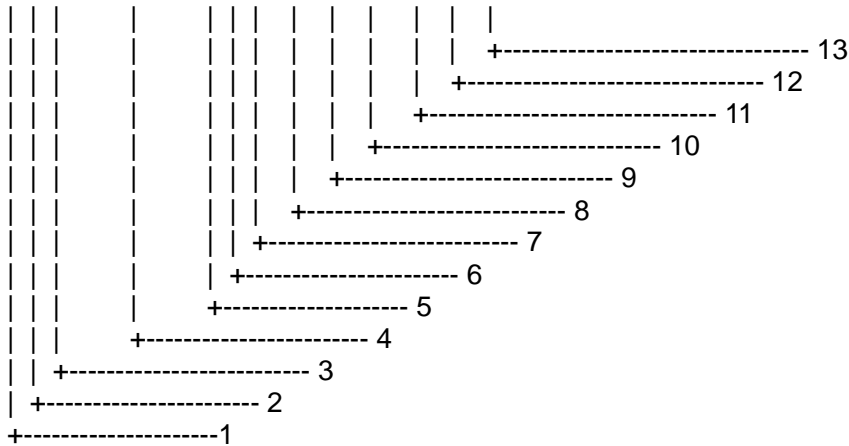 | | | | | | | | | | | | |
| | | | | | | | | | | | +-------------------------------- 13
| | | | | | | | | | | +------------------------------- 12
| | | | | | | | | | +------------------------------ 11
| | | | | | | | | +----------------------------- 10
| | | | | | | | +---------------------------- 9
| | | | | | | +--------------------------- 8
| | | | | | +-------------------------- 7
| | | | | +---------------------- 6
| | | | +------------------- 5
| | | +----------------------- 4
| | +------------------------- 3
| +---------------------- 2
+--------------------1